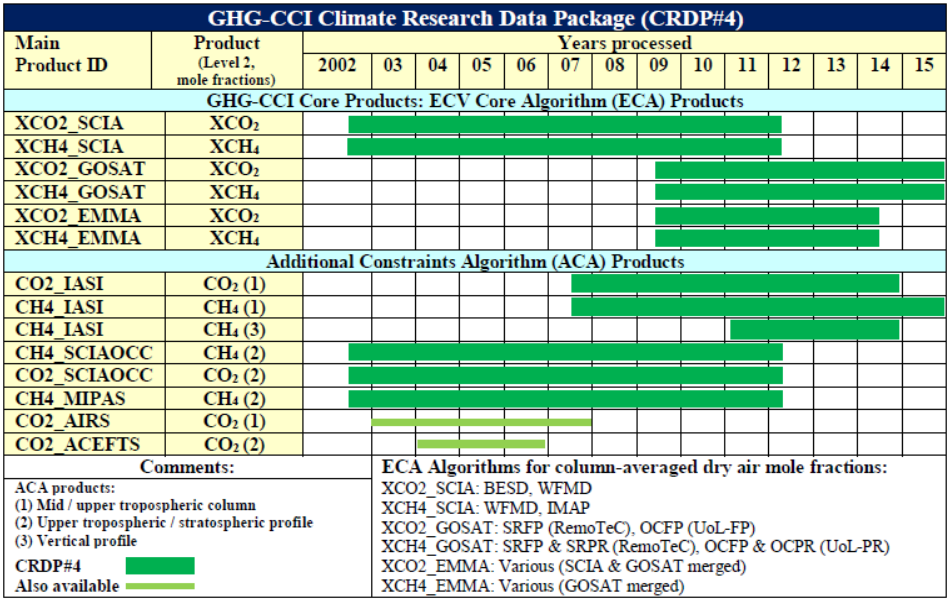 GHG-CCI Climate Research Data Package (CRDP#4)
Main Product ID
Product
(Level 2,
mole fractions)
Years processed
2002 03 04 05 06 07 08 09 10 11 12 13 14 15
GHG-CCI Core Products: ECV Core Algorithm (ECA) Products
XCO2_SCIA XCO₂
XCH4_SCIA XCH₄
XCO2_GOSAT XCO₂
XCH4_GOSAT XCH₄
XCO2_EMMA XCO₂
XCH4_EMMA XCH₄
Additional Constraints Algorithm (ACA) Products
CO2_IASI CO₂ (1)
CH4_IASI CH₄ (1)
CH4_IASI CH₄ (3)
CH4_SCIAOCC CH₄ (2)
CO2_SCIAOCC CO₂ (2)
CH4_MIPAS CH₄ (2)
CO2_AIRS CO₂ (1)
CO2_ACEFTS CO₂ (2)
Comments:
ACA products:
(1) Mid / upper tropospheric column
(2) Upper tropospheric / stratospheric profile
(3) Vertical profile
CRDP#4
Also available
ECA Algorithms for column-averaged dry air mole fractions:
XCO2_SCIA: BESD, WFMD
XCH4_SCIA: WFMD, IMAP
XCO2_GOSAT: SRFP (RemoTeC), OCFP (UoL-FP)
XCH4_GOSAT: SRFP & SRPR (RemoTeC), OCFP & OCPR (UoL-PR)
XCO2_EMMA: Various (SCIA & GOSAT merged)
XCH4_EMMA: Various (GOSAT merged)